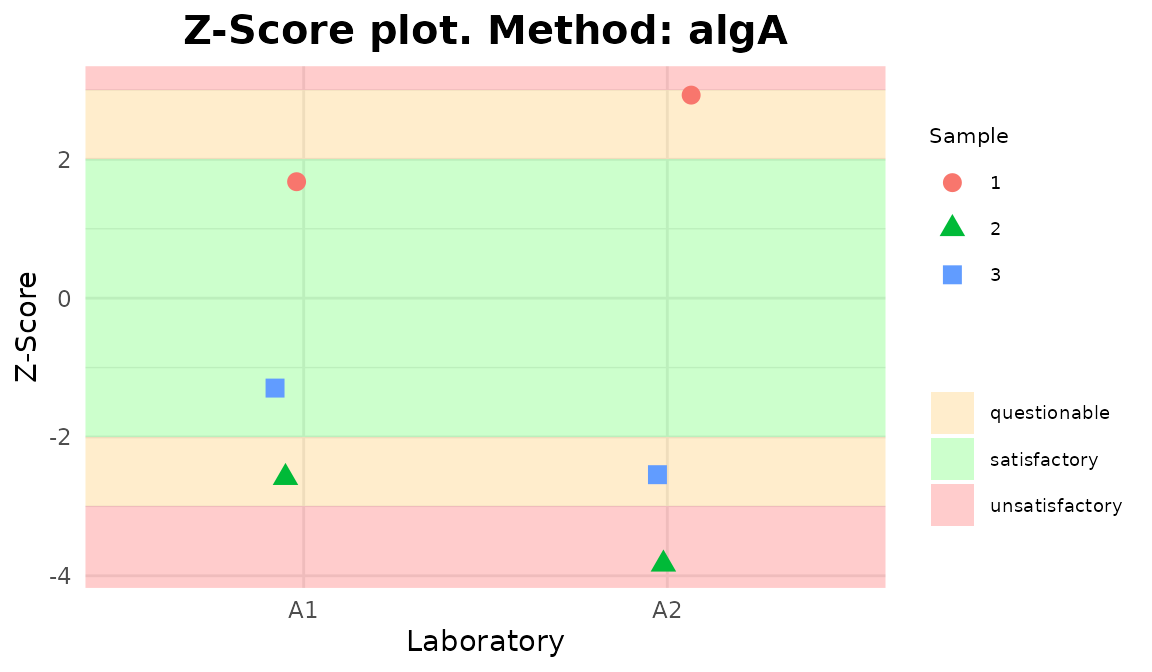 Z-Score plot. Method: algA
Z-Score
2
0
-2
-4
A1
A2
Laboratory
Sample
1
2
3
questionable
satisfactory
unsatisfactory